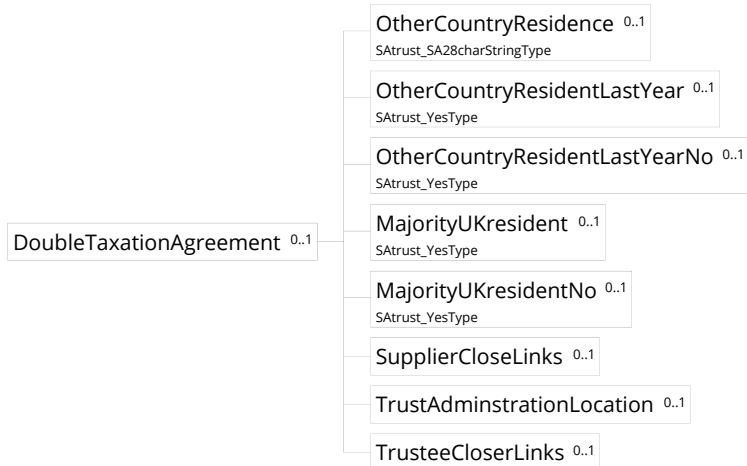 OtherCountryResidence 0..1
SAtrust_SA28charStringType
OtherCountryResidentLastYear 0..1
SAtrust_YesType
OtherCountryResidentLastYearNo 0..1
SAtrust_YesType
MajorityUKresident 0..1
SAtrust_YesType
DoubleTaxationAgreement 0..1
MajorityUKresidentNo 0..1
SAtrust_YesType
SupplierCloseLinks 0..1
TrustAdminstrationLocation 0..1
TrusteeCloserLinks 0..1